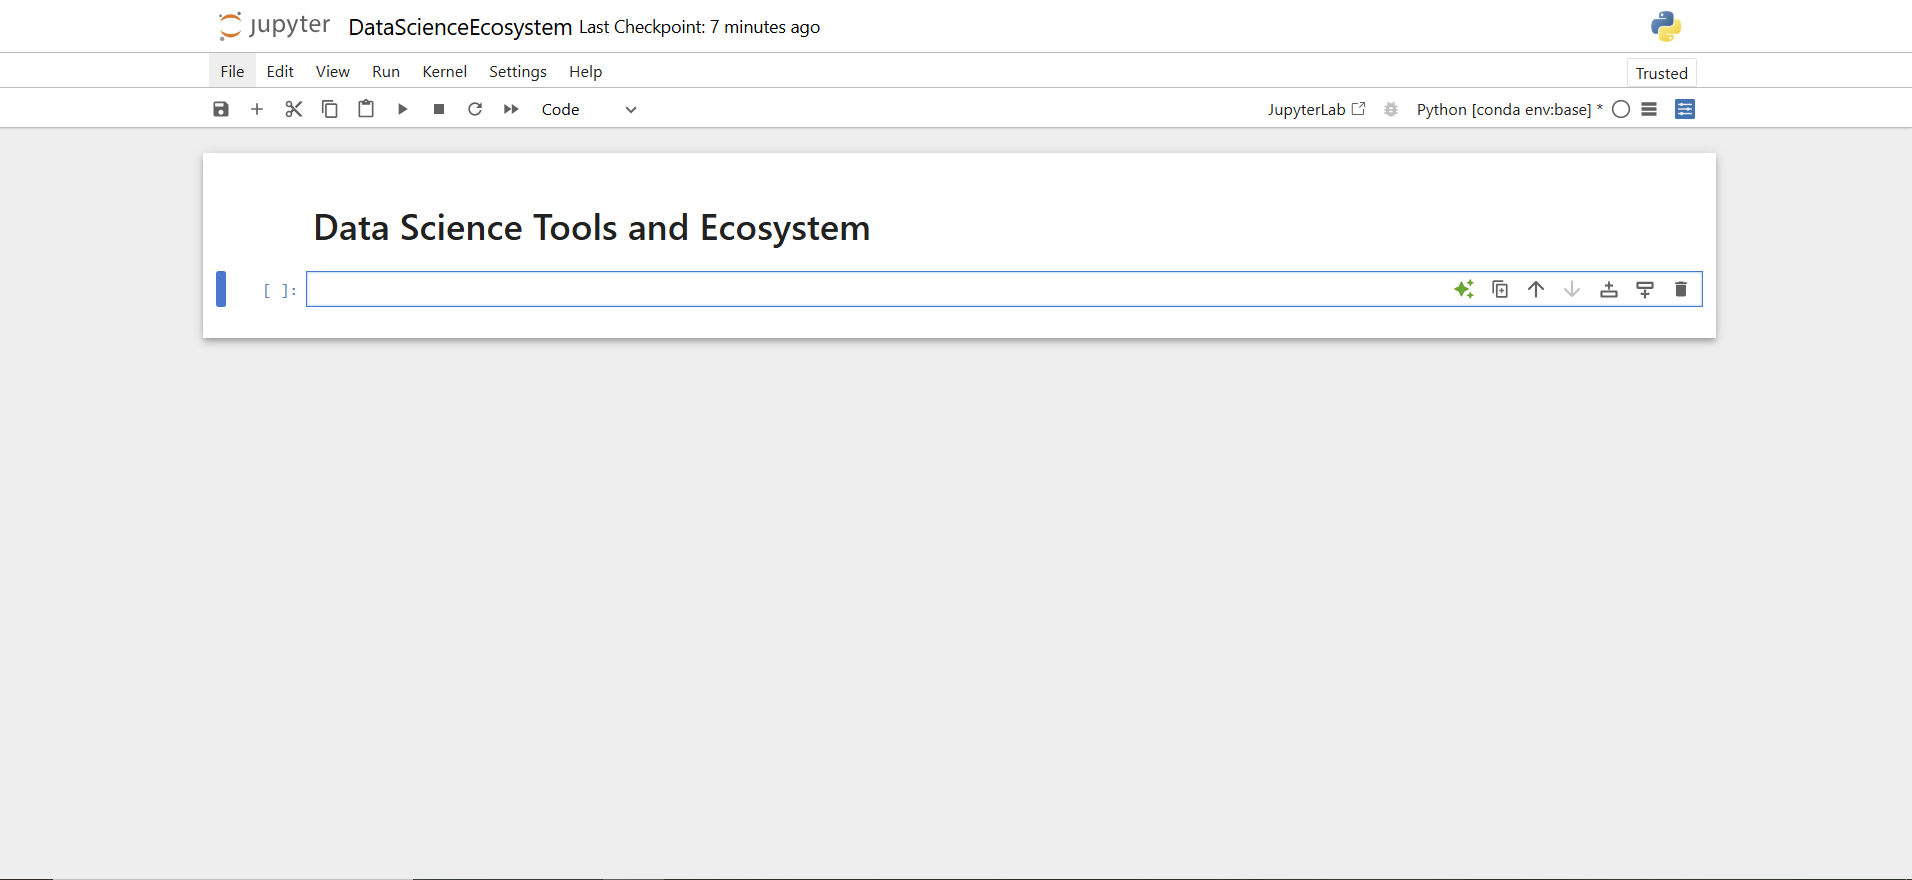 jupyter DataScienceEcosystem Last Checkpoint: 7 minutes ago
File Edit View Run Kernel Settings Help Trusted
Code JupyterLab Python [conda env:base] *
Data Science Tools and Ecosystem
[ ]: